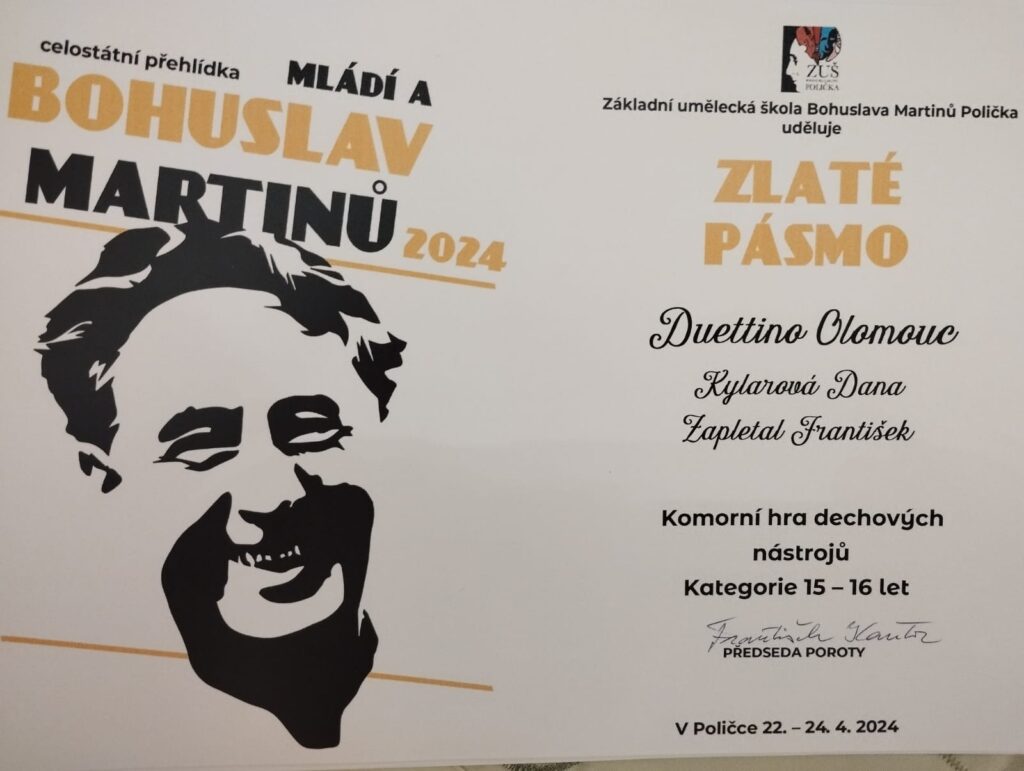 celostátní přehlídka
MLÁDÍ A
BOHUSLAV
MARTINŮ
2024
ZUŠ
POLIČKA
Základní umělecká škola Bohuslava Martinů Polička
uděluje
ZLATÉ
PÁSMO
Duettino Olomouc
Kylarová Dana
Zapletal František
Komorní hra dechových
nástrojů
Kategorie 15 – 16 let
František Kantor
PŘEDSEDA POROTY
V Poličce 22. – 24. 4. 2024